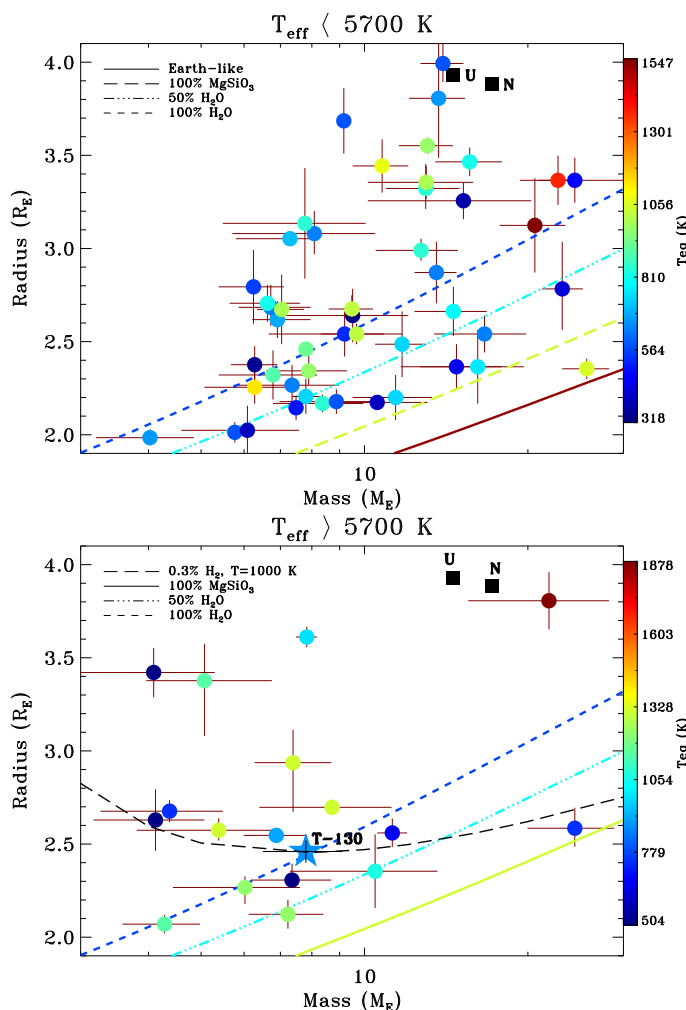 T_eff < 5700 K
Earth-like
100% MgSiO₃
50% H₂O
100% H₂O
U
N
4.0
3.5
3.0
2.5
2.0
Radius (R_E)
10
Mass (M_E)
1547
1301
1056
810
564
318
Teq (K)
T_eff > 5700 K
0.3% H₂, T=1000 K
100% MgSiO₃
50% H₂O
100% H₂O
U
N
T-130
4.0
3.5
3.0
2.5
2.0
Radius (R_E)
10
Mass (M_E)
1878
1603
1328
1054
779
504
Teq (K)